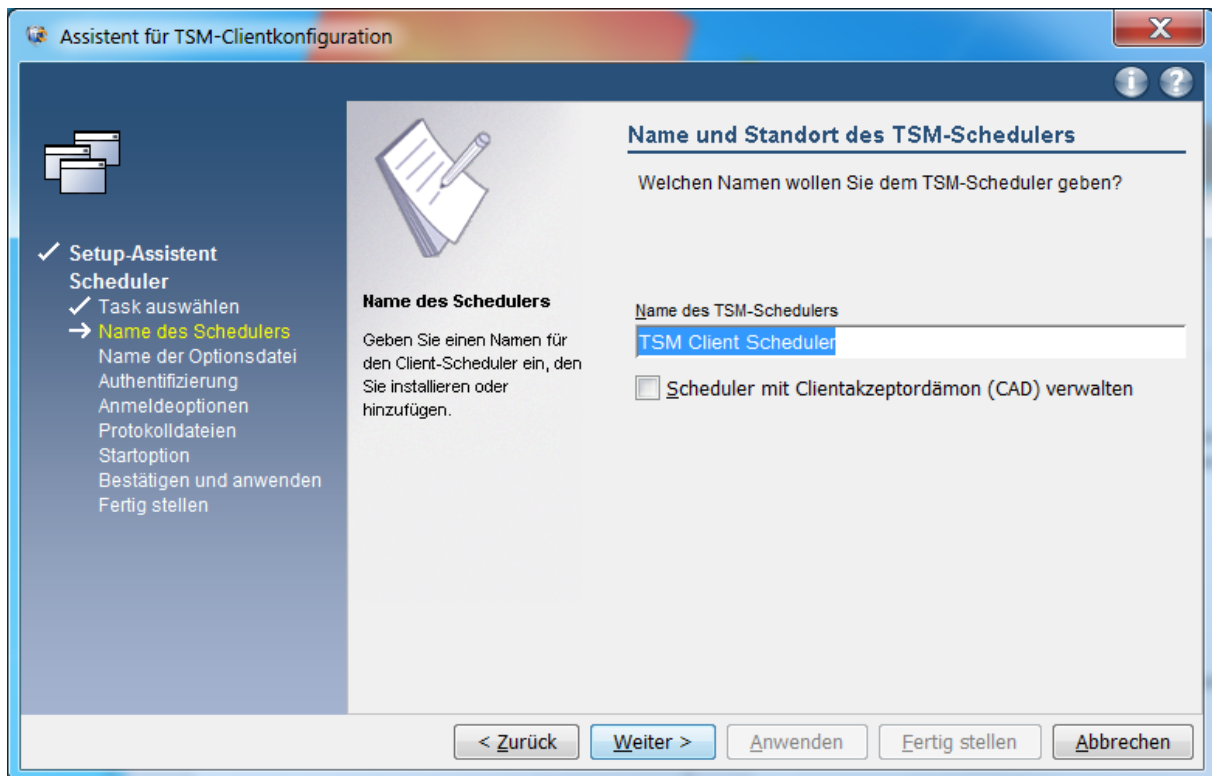 Assistent für TSM-Clientkonfiguration
Setup-Assistent
Scheduler
Task auswählen
Name des Schedulers
Name der Optionsdatei
Authentifizierung
Anmeldeoptionen
Protokolldateien
Startoption
Bestätigen und anwenden
Fertig stellen
Name des Schedulers
Geben Sie einen Namen für
den Client-Scheduler ein, den
Sie installieren oder
hinzufügen.
Name und Standort des TSM-Schedulers
Welchen Namen wollen Sie dem TSM-Scheduler geben?
Name des TSM-Schedulers
TSM Client Scheduler
Scheduler mit Clientakzeptordämon (CAD) verwalten
< Zurück Weiter > Anwenden Fertig stellen Abbrechen